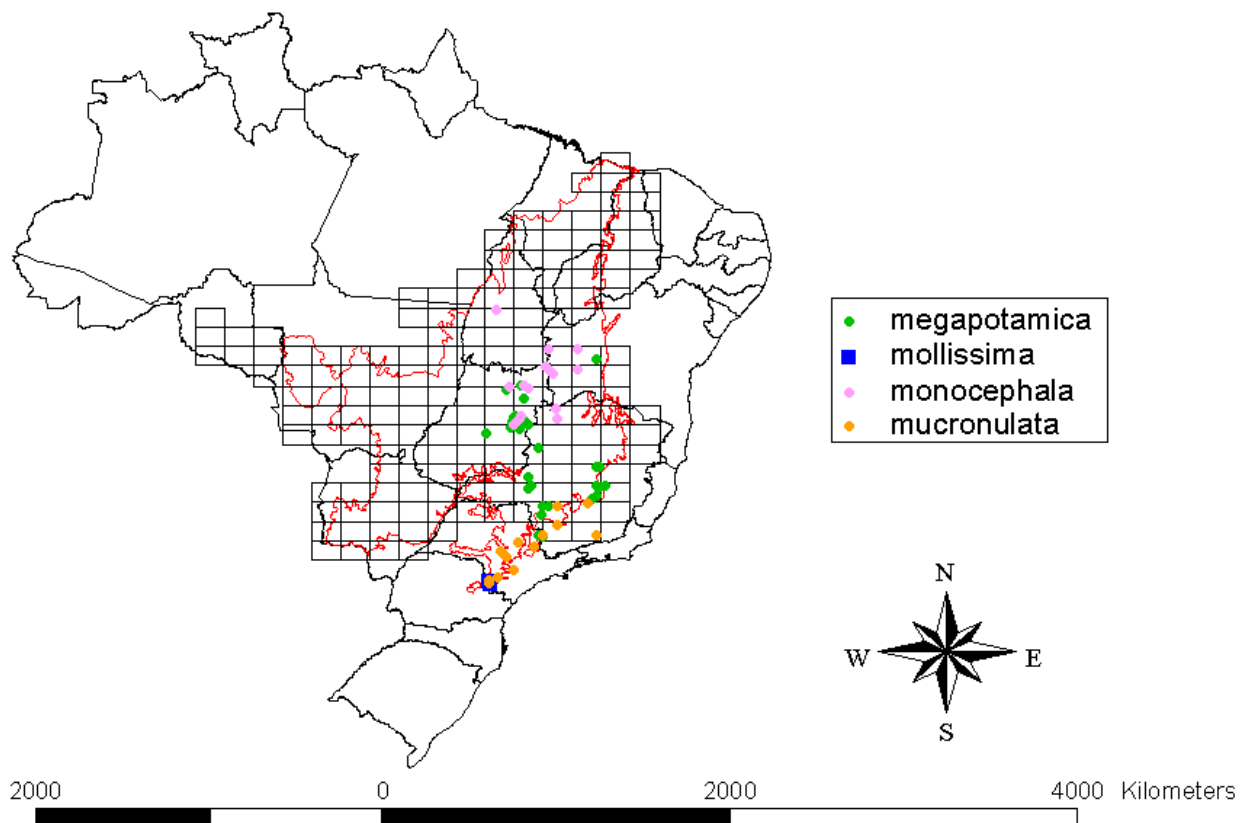 megapotamica
mollissima
monocephala
mucronulata
N
W E
S
2000 0 2000 4000 Kilometers